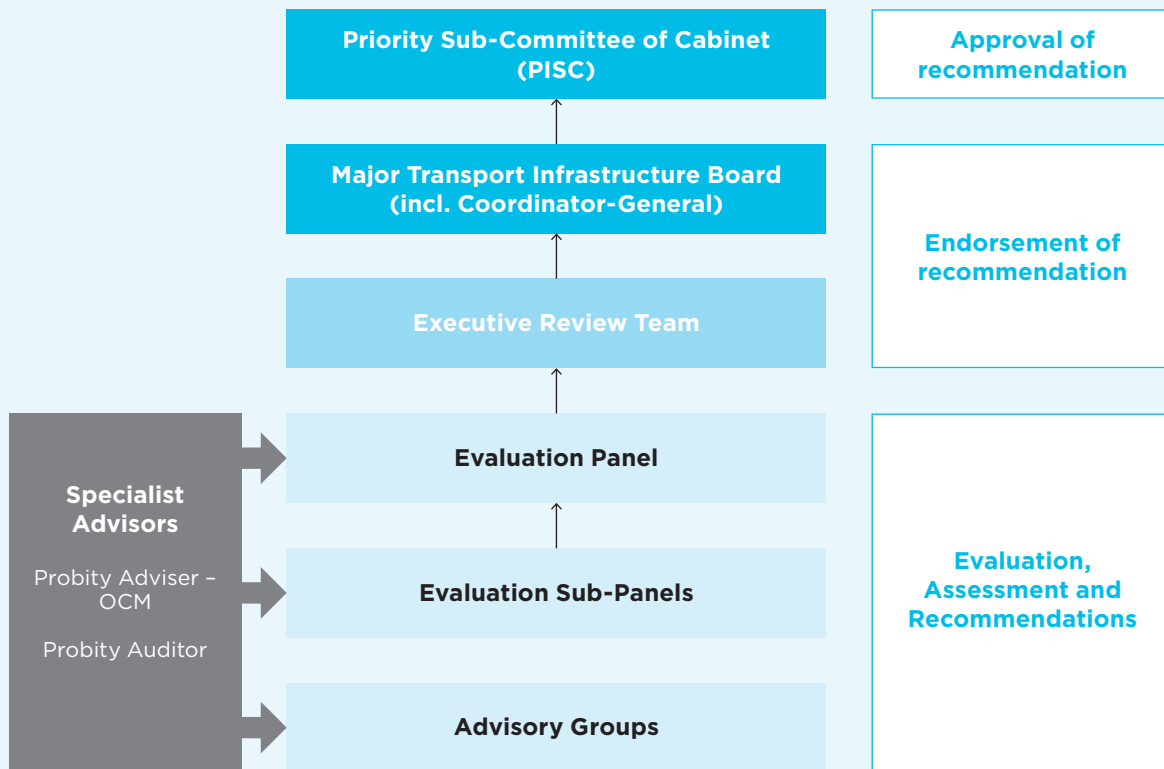 Priority Sub-Committee of Cabinet
(PISC)
Approval of
recommendation
Major Transport Infrastructure Board
(incl. Coordinator-General)
Endorsement of
recommendation
Executive Review Team
Specialist
Advisors
Probity Adviser –
OCM
Probity Auditor
Evaluation Panel
Evaluation Sub-Panels
Advisory Groups
Evaluation,
Assessment and
Recommendations